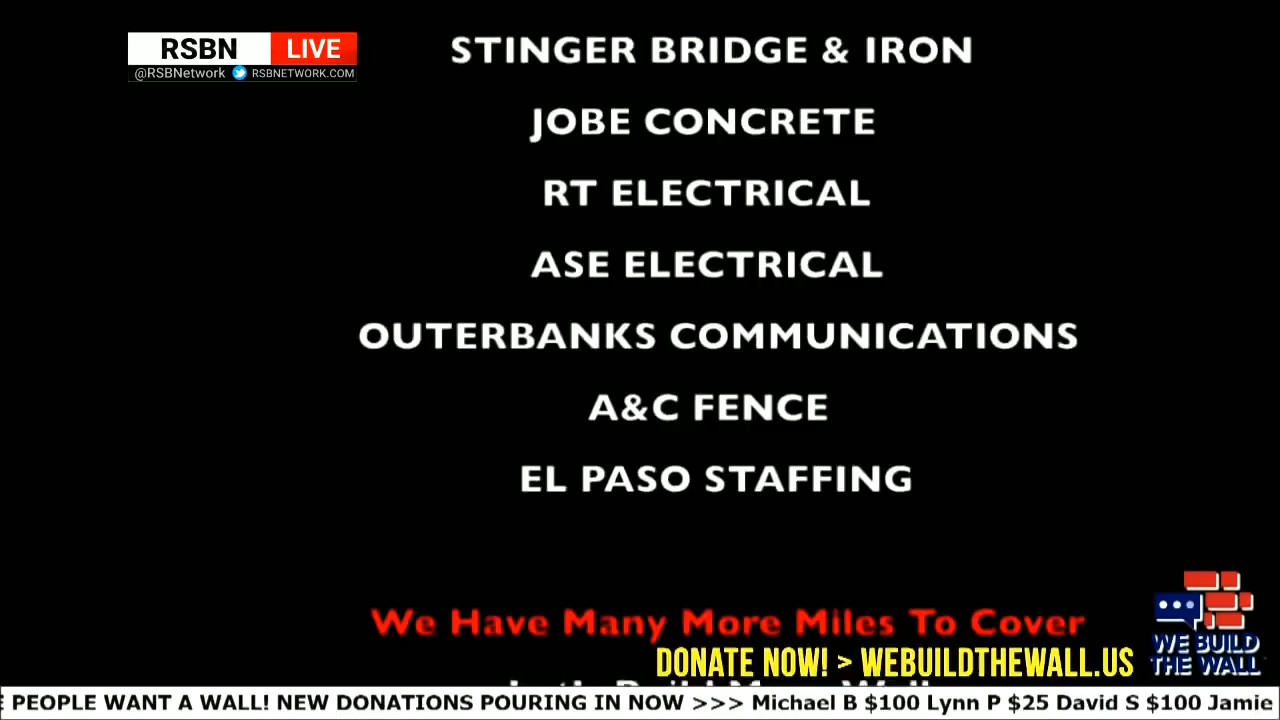 RSBN LIVE
@RSBNetwork RSBNETWORK.COM
STINGER BRIDGE & IRON
JOBE CONCRETE
RT ELECTRICAL
ASE ELECTRICAL
OUTERBANKS COMMUNICATIONS
A&C FENCE
EL PASO STAFFING
We Have Many More Miles To Cover
DONATE NOW! > WEBUILDTHEWALL.US
WE BUILD
THE WALL
E PEOPLE WANT A WALL! NEW DONATIONS POURING IN NOW >>> Michael B $100 Lynn P $25 David S $100 Jamie